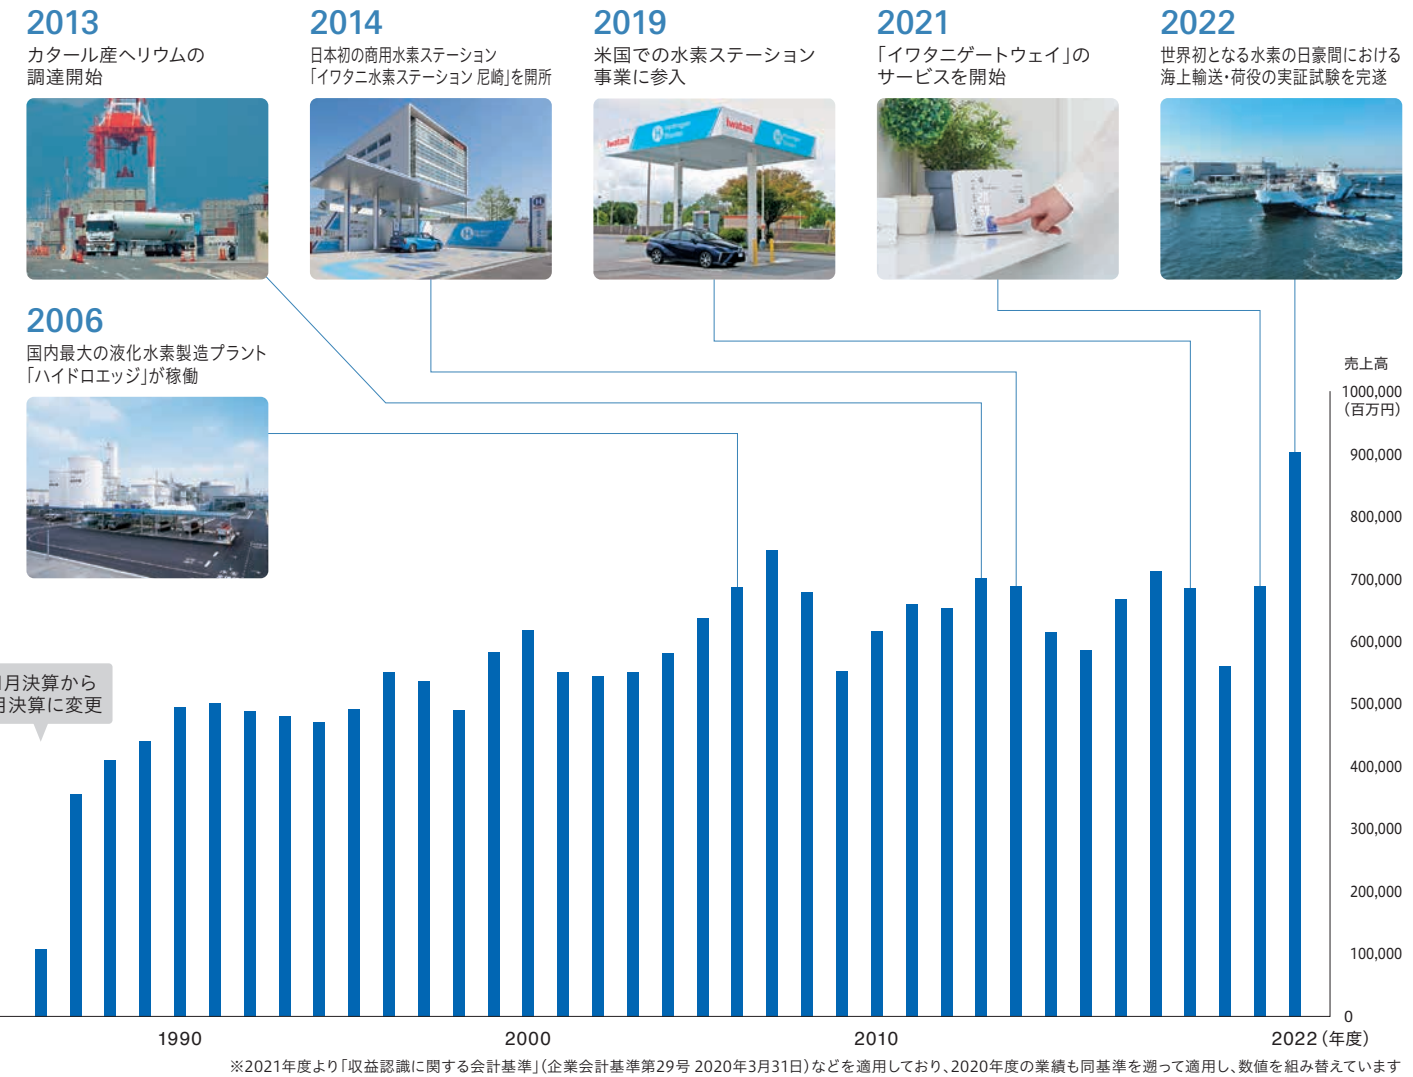 2013
カタール産ヘリウムの
調達開始
2014
日本初の商用水素ステーション
「イワタニ水素ステーション 尼崎」を開所
2019
米国での水素ステーション
事業に参入
2021
「イワタニゲートウェイ」の
サービスを開始
2022
世界初となる水素の日豪間における
海上輸送・荷役の実証試験を完遂
Iwatani
Iwatani
2006
国内最大の液化水素製造プラント
「ハイドロエッジ」が稼働
売上高
1000,000
(百万円)
900,000
800,000
700,000
600,000
500,000
400,000
300,000
200,000
100,000
0
月決算から
月決算に変更
1990
2000
2010
2022(年度)
※2021年度より「収益認識に関する会計基準」(企業会計基準第29号 2020年3月31日)などを適用しており、2020年度の業績も同基準を遡って適用し、数値を組み替えています